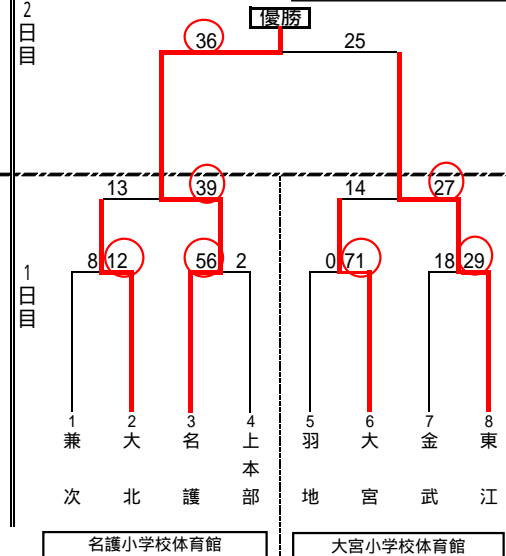 2日目
優勝
36 25
13 39 14 27
8 12 56 2 0 71 18 29
1日目
1 2 3 4 5 6 7 8
兼次 大北 名護 上本部 羽地 大宮 金武 東江
名護小学校体育館 大宮小学校体育館